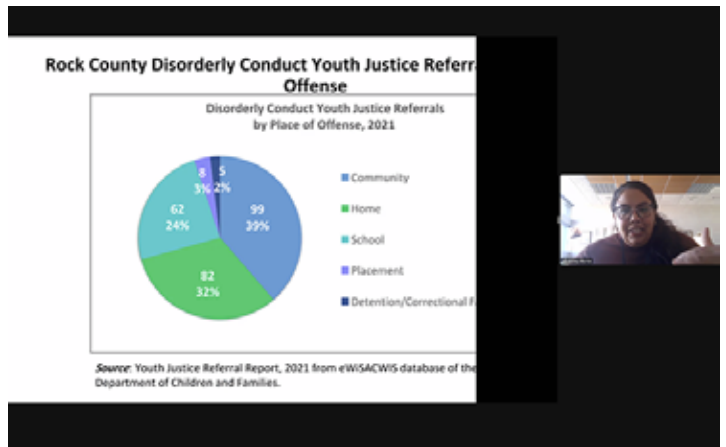 Rock County Disorderly Conduct Youth Justice Referr
Offense
Disorderly Conduct Youth Justice Referrals
by Place of Offense, 2021
8
3%
5
2%
62
24%
99
39%
82
32%
Community
Home
School
Placement
Detention/Correctional F
Source: Youth Justice Referral Report, 2021 from eWiSACWIS database of the
Department of Children and Families.